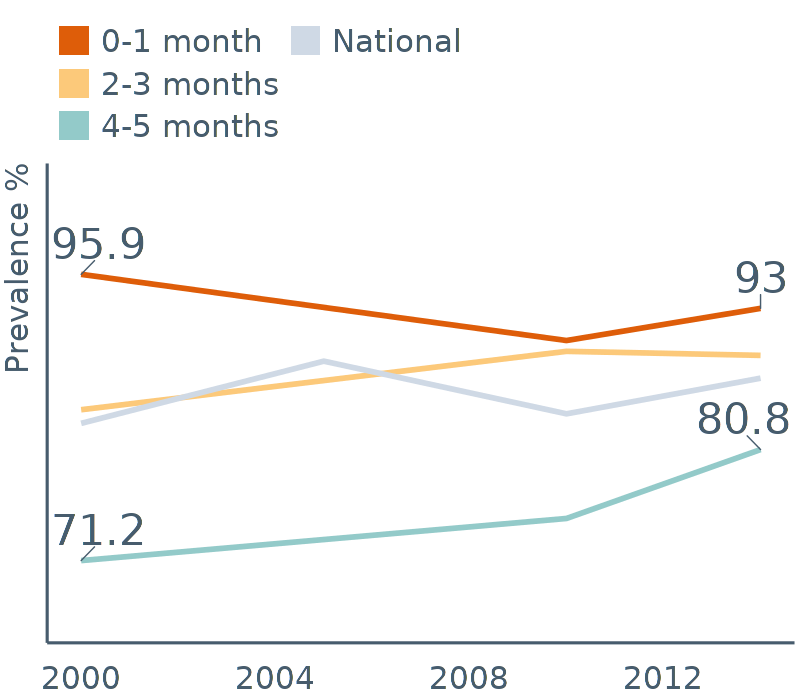 0-1 month
National
2-3 months
4-5 months
Prevalence %
95.9
93
80.8
71.2
2000 2004 2008 2012